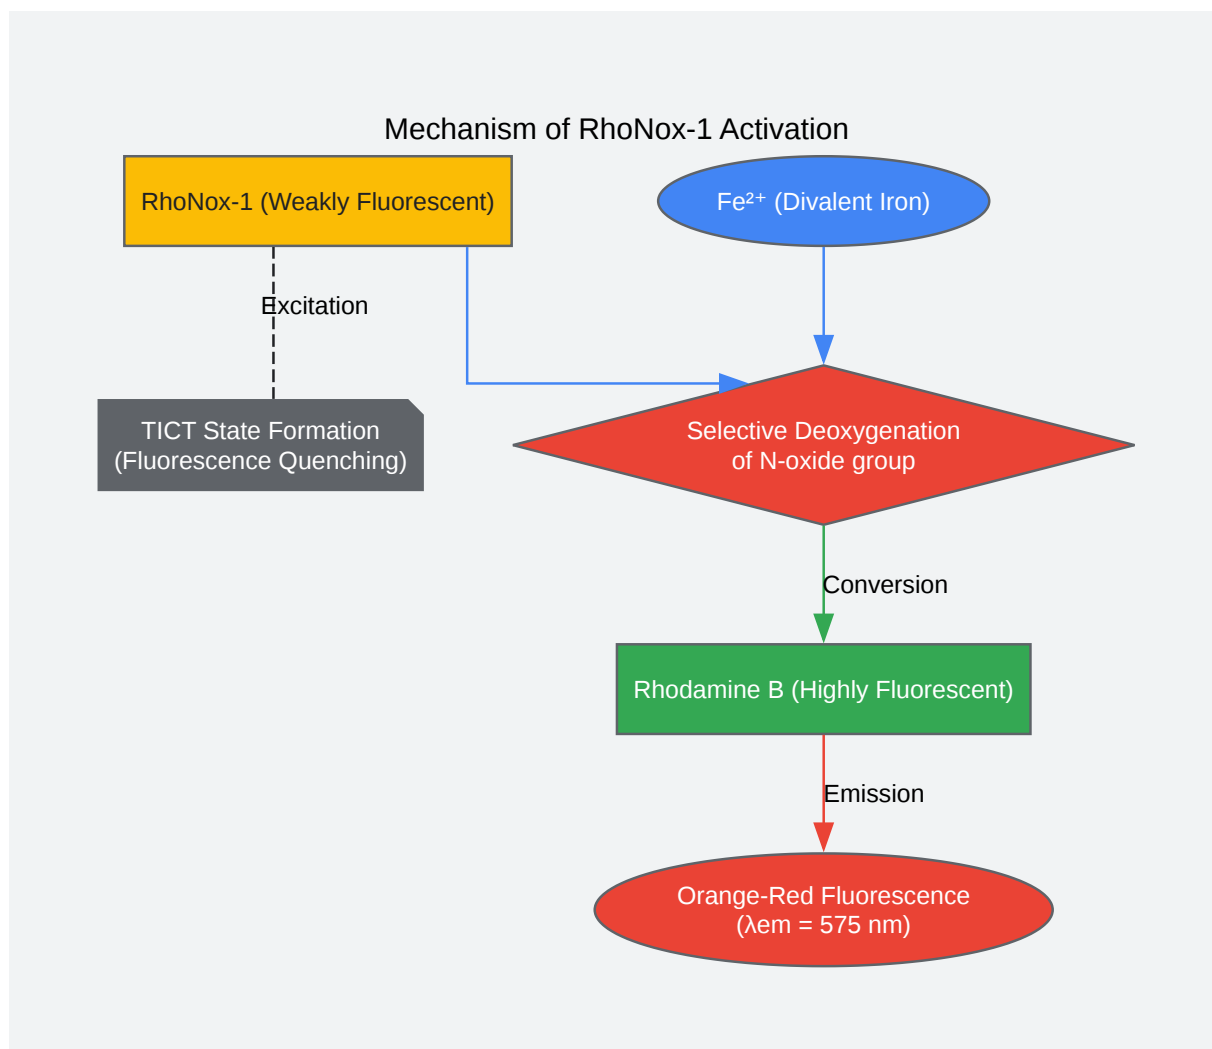 Mechanism of RhoNox-1 Activation
RhoNox-1 (Weakly Fluorescent)
Fe²⁺ (Divalent Iron)
Excitation
TICT State Formation
(Fluorescence Quenching)
Selective Deoxygenation
of N-oxide group
Conversion
Rhodamine B (Highly Fluorescent)
Emission
Orange-Red Fluorescence
(λem = 575 nm)